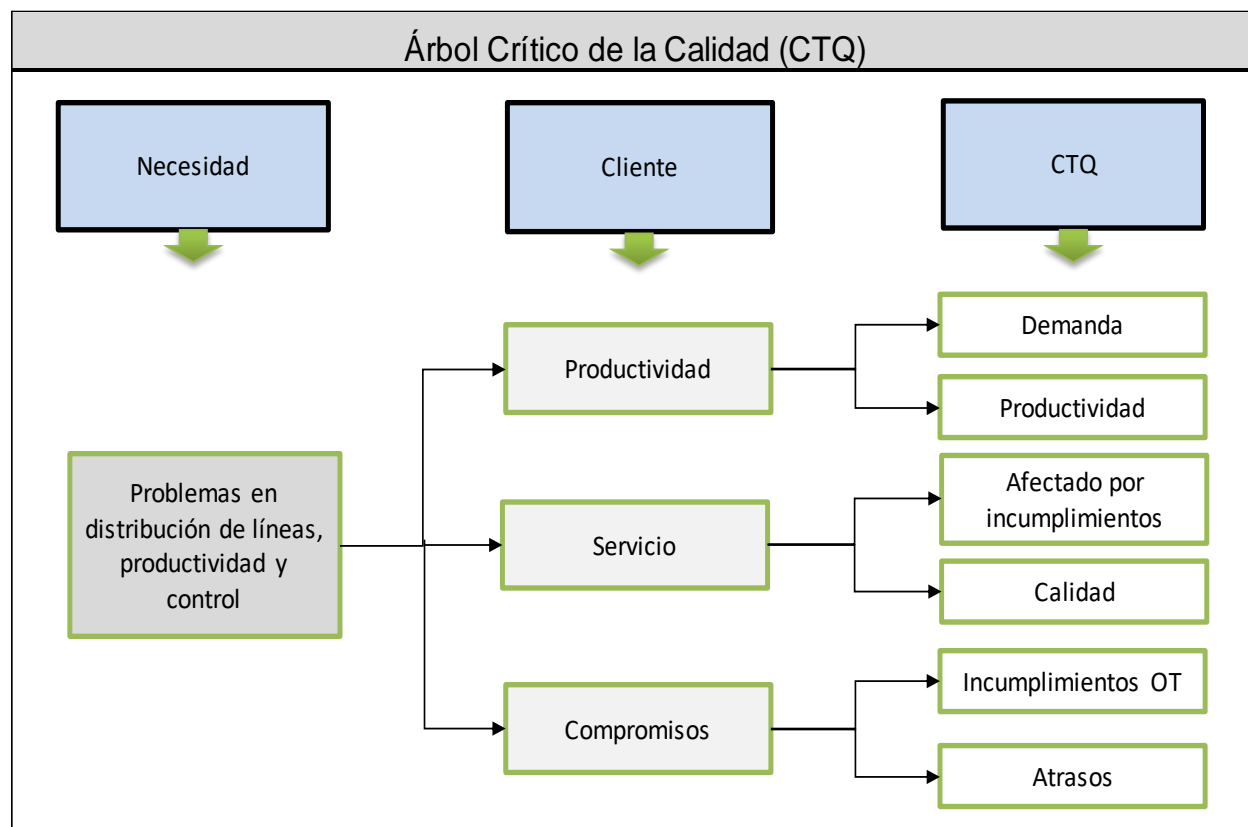 Árbol Crítico de la Calidad (CTQ)
Necesidad
Cliente
CTQ
Problemas en
distribución de líneas,
productividad y
control
Productividad
Servicio
Compromisos
Demanda
Productividad
Afectado por
incumplimientos
Calidad
Incumplimientos OT
Atrasos